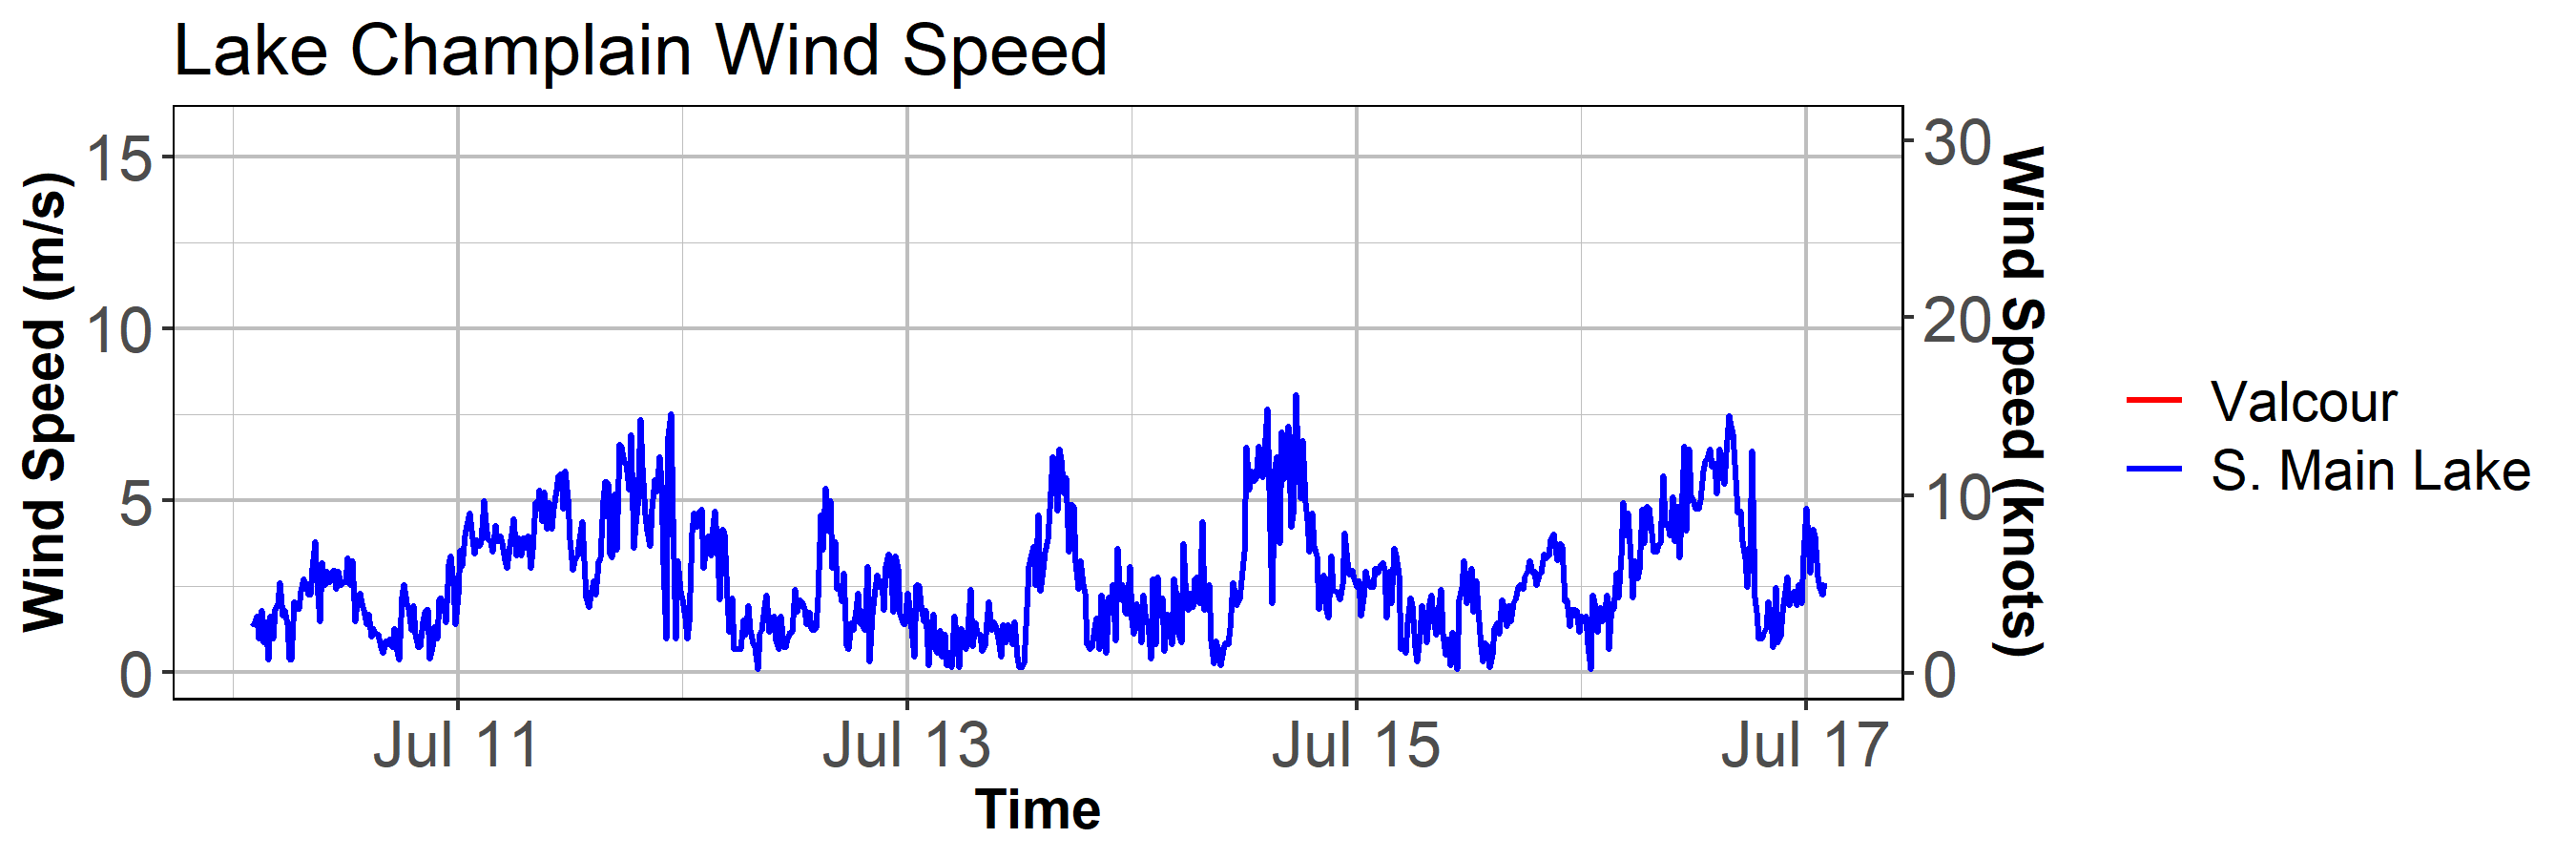 Lake Champlain Wind Speed
Wind Speed (m/s)
15
10
5
0
30
20
10
0
Wind Speed (knots)
Jul 11
Jul 13
Jul 15
Jul 17
Time
Valcour
S. Main Lake